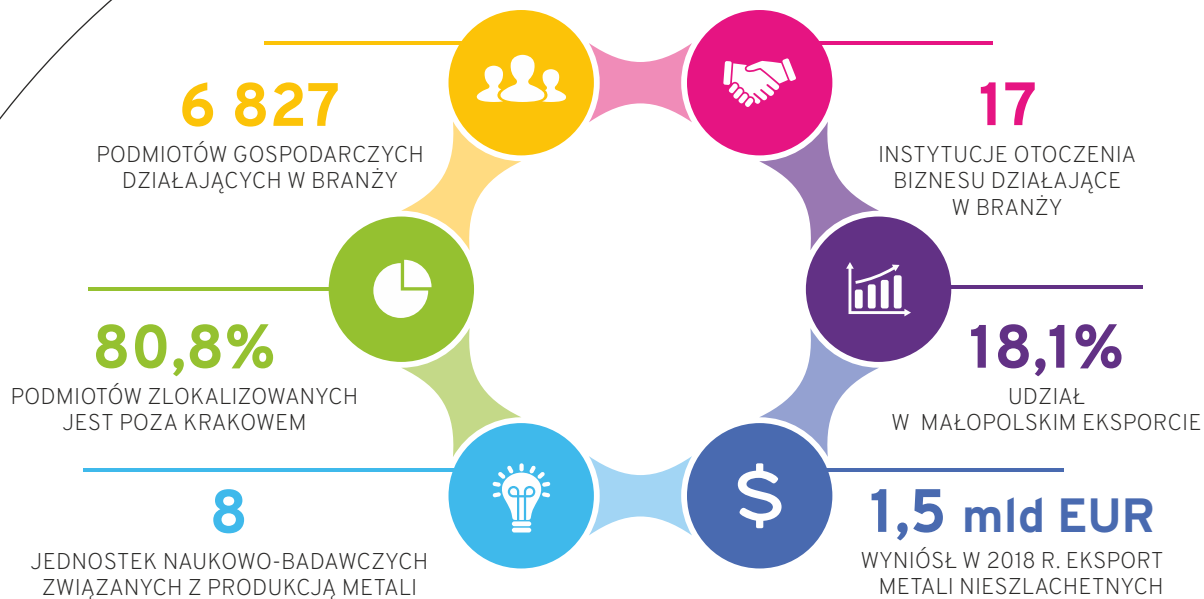 6 827
PODMIOTÓW GOSPODARCZYCH
DZIAŁAJĄCYCH W BRANŻY
17
INSTYTUCJE OTOCZENIA
BIZNESU DZIAŁAJĄCE
W BRANŻY
80,8%
PODMIOTÓW ZLOKALIZOWANYCH
JEST POZA KRAKOWEM
18,1%
UDZIAŁ
W MAŁOPOLSKIM EKSPORCIE
8
JEDNOSTEK NAUKOWO-BADAWCZYCH
ZWIĄZANYCH Z PRODUKCJĄ METALI
$
1,5 mld EUR
WYNIÓSŁ W 2018 R. EKSPORT
METALI NIESZLACHETNYCH